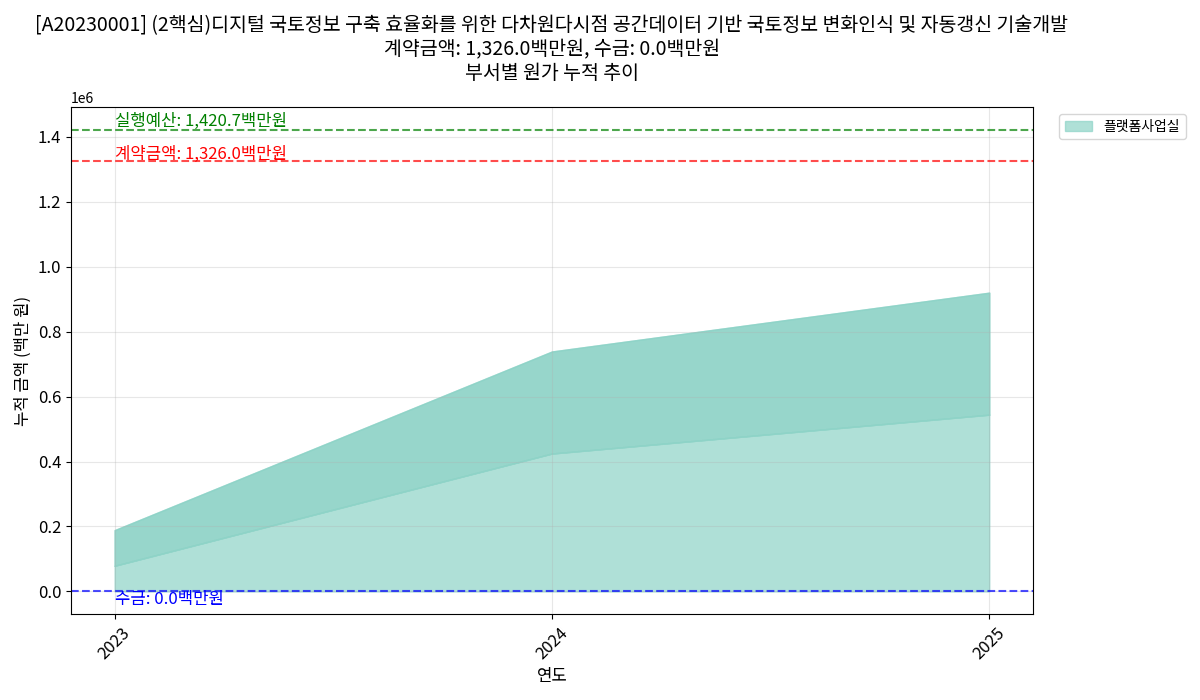 [A20230001] (2핵심)디지털 국토정보 구축 효율화를 위한 다차원다시점 공간데이터 기반 국토정보 변화인식 및 자동갱신 기술개발
계약금액: 1,326.0백만원, 수금: 0.0백만원
부서별 원가 누적 추이
1e6
실행예산: 1,420.7백만원
플랫폼사업실
1.4
계약금액: 1,326.0백만원
1.2
1.0
0.8
누적 금액 (백만 원)
0.6
0.4
0.2
0.0
수금: 0.0백만원
2023
2024
2025
연도